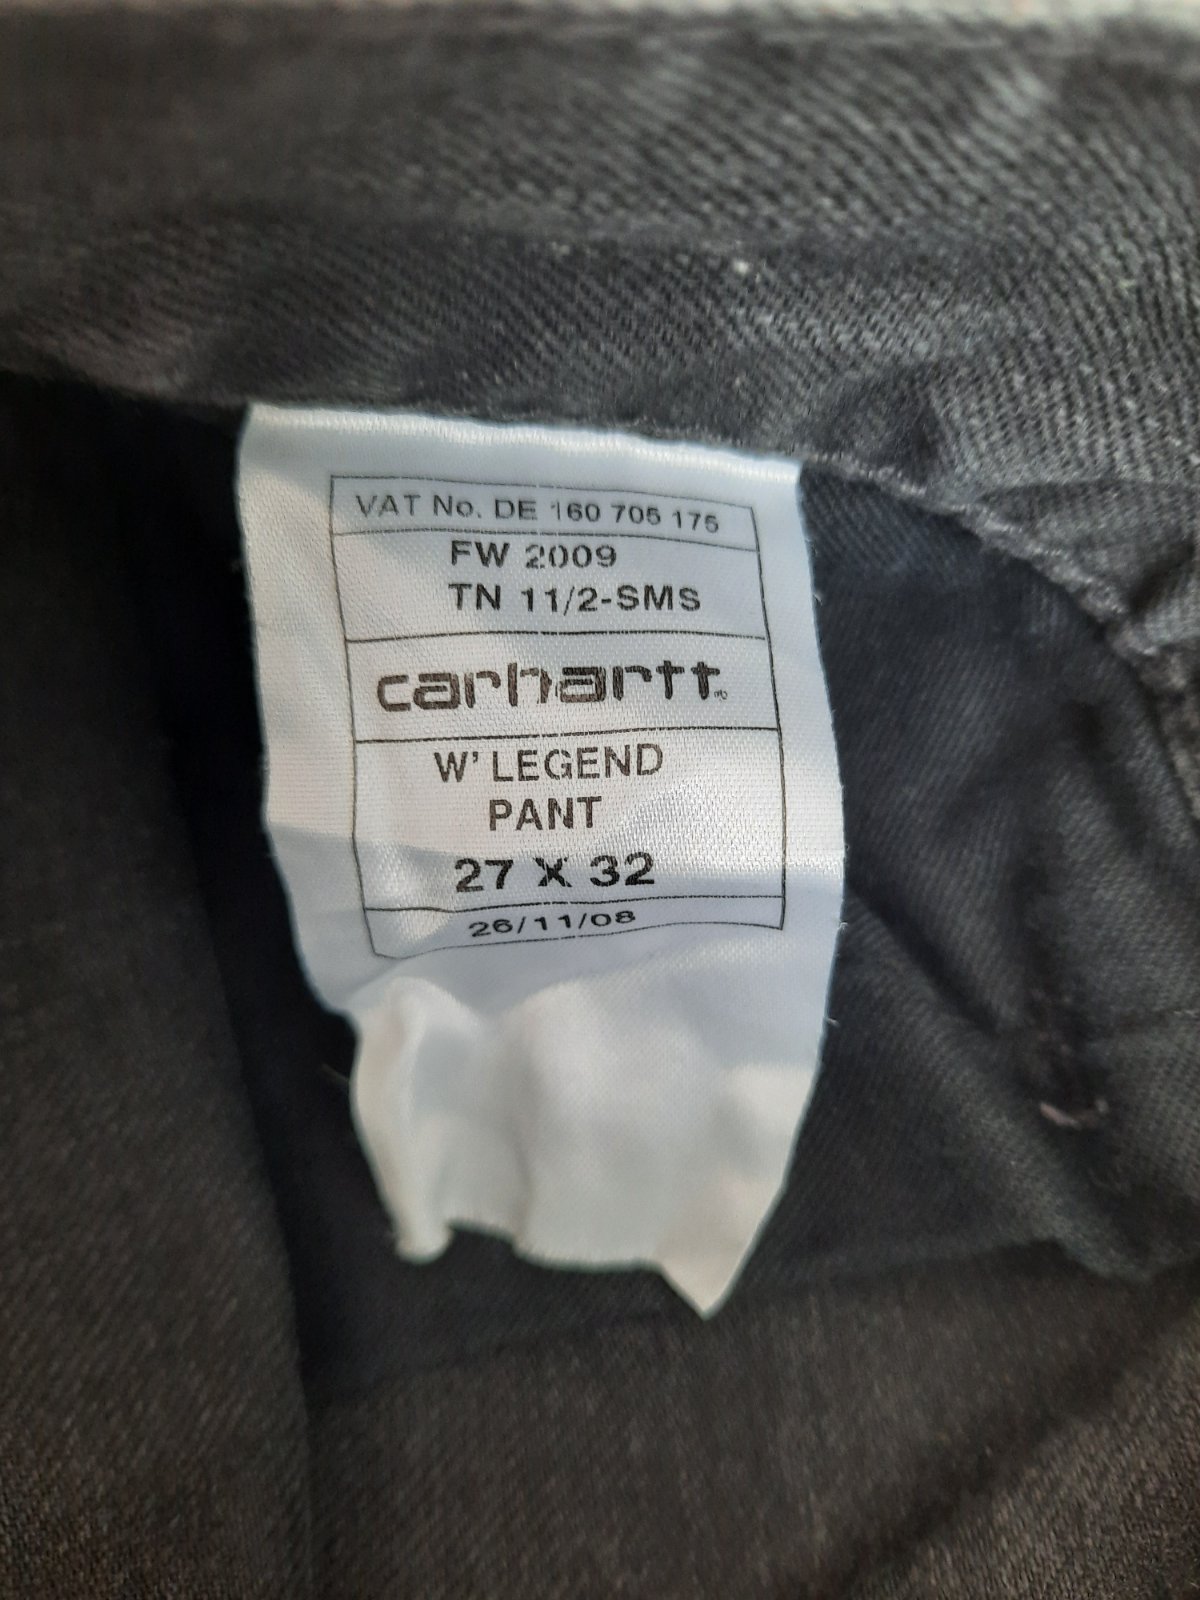 VAT No. DE 160 705 175
FW 2009
TN 11/2-SMS
carhartt
W' LEGEND
PANT
27 X 32
26/11/08